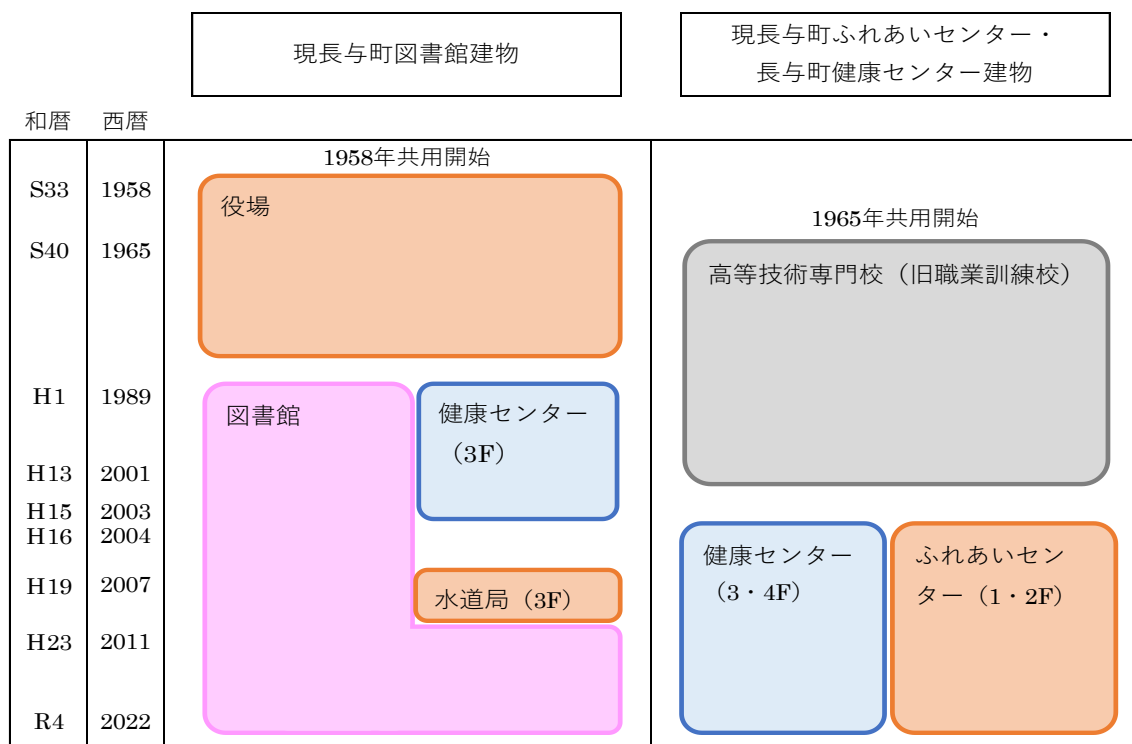 現長与町図書館建物
現長与町ふれあいセンター・
長与町健康センター建物
和暦 西暦
1958年共用開始
S33 1958
役場
1965年共用開始
S40 1965
高等技術専門校（旧職業訓練校）
H1 1989
図書館
健康センター
（3F）
H13 2001
H15 2003
H16 2004
健康センター
（3・4F）
ふれあいセン
ター（1・2F）
H19 2007
水道局（3F）
H23 2011
R4 2022